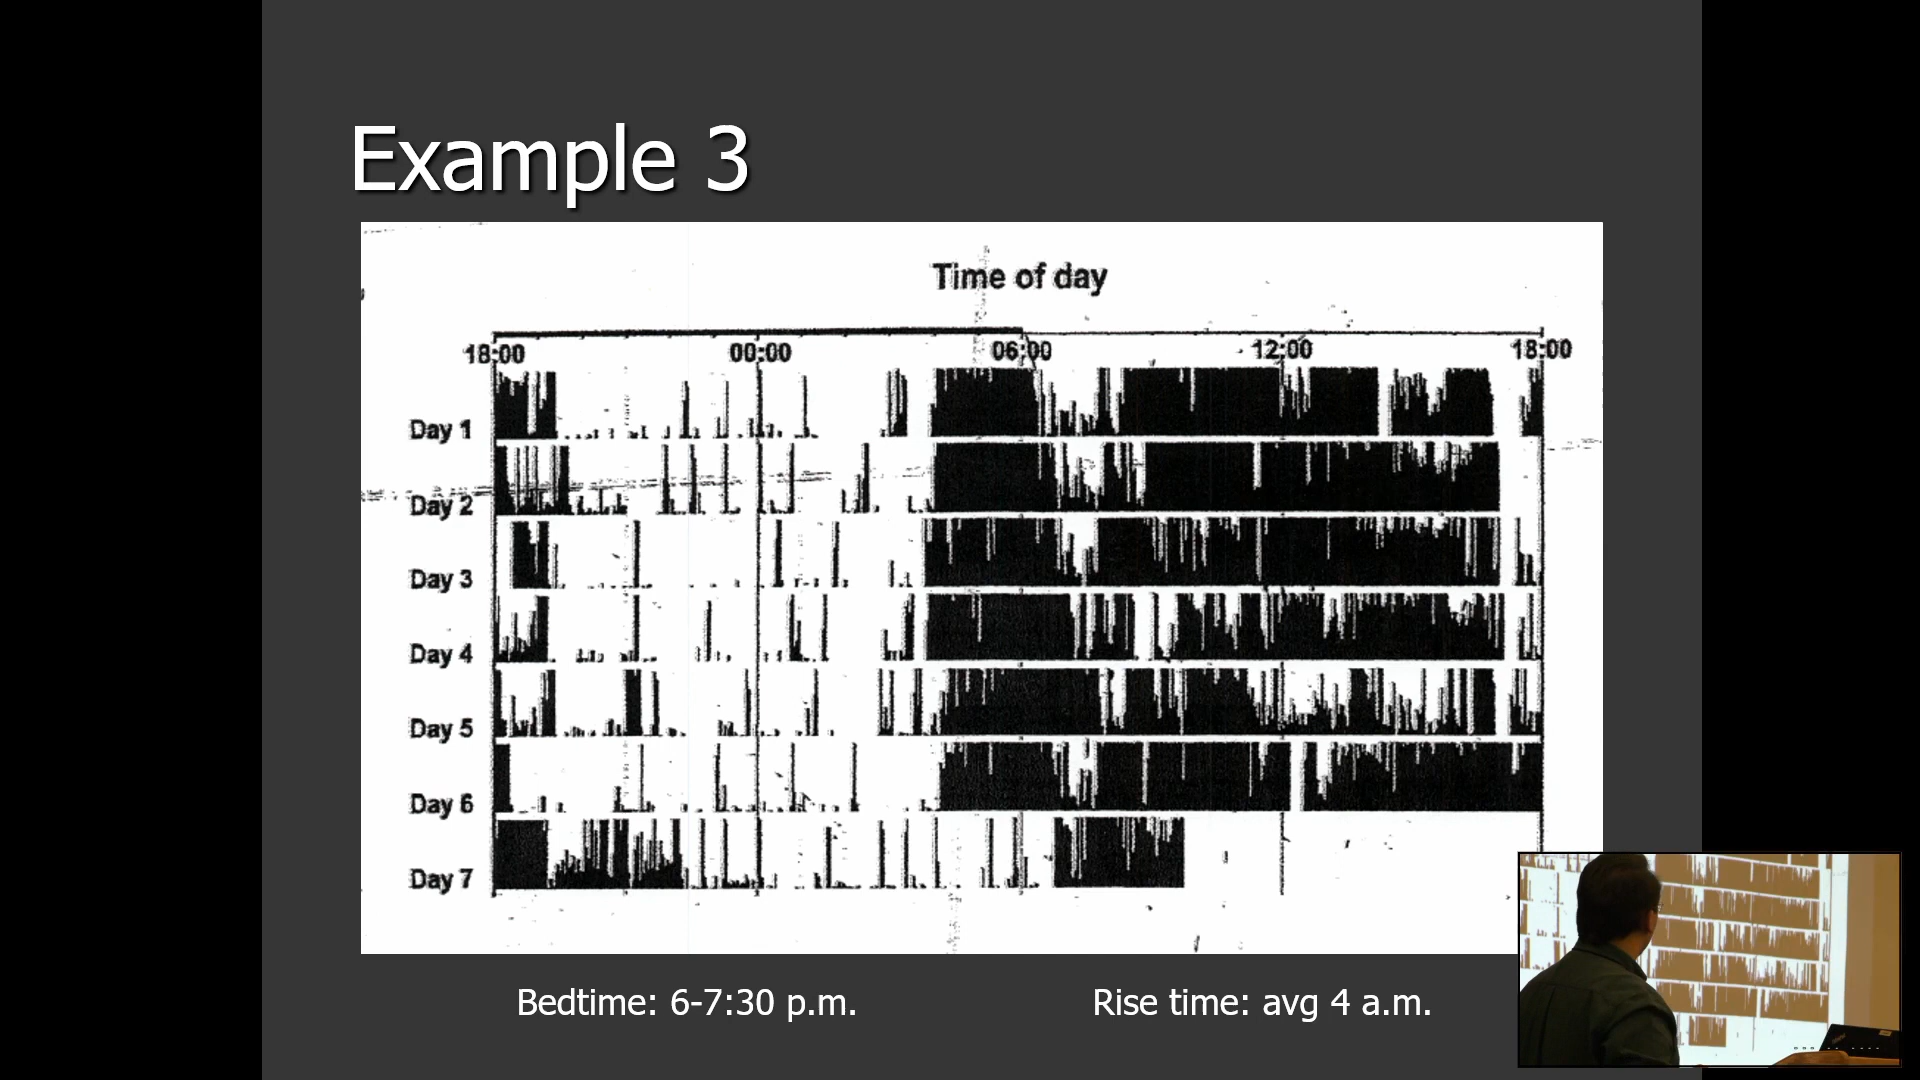 Example 3
Time of day
18:00 00:00 06:00 12:00 18:00
Day 1
Day 2
Day 3
Day 4
Day 5
Day 6
Day 7
Bedtime: 6-7:30 p.m. Rise time: avg 4 a.m.